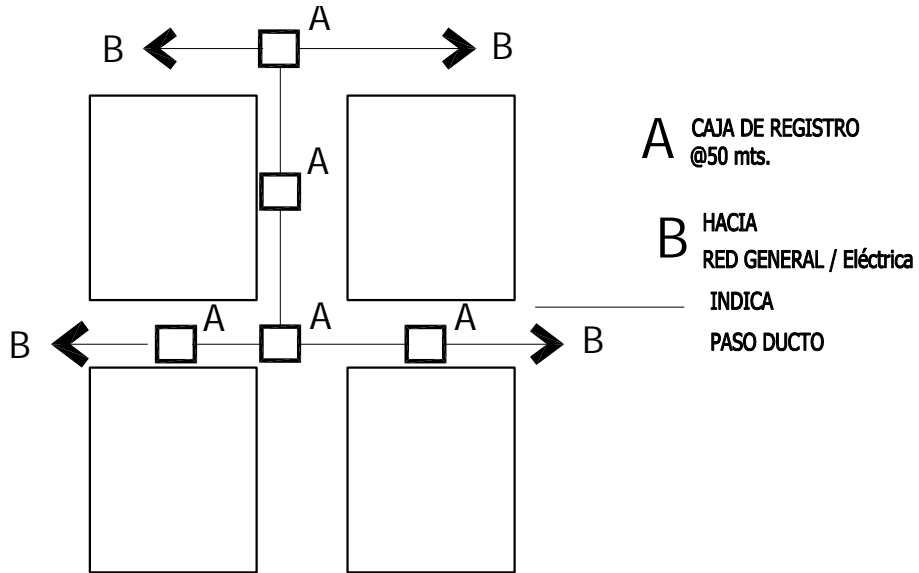 A
B
B
A
A CAJA DE REGISTRO
@50 mts.
B HACIA
RED GENERAL / Eléctrica
INDICA
PASO DUCTO
A
A
A
B
B